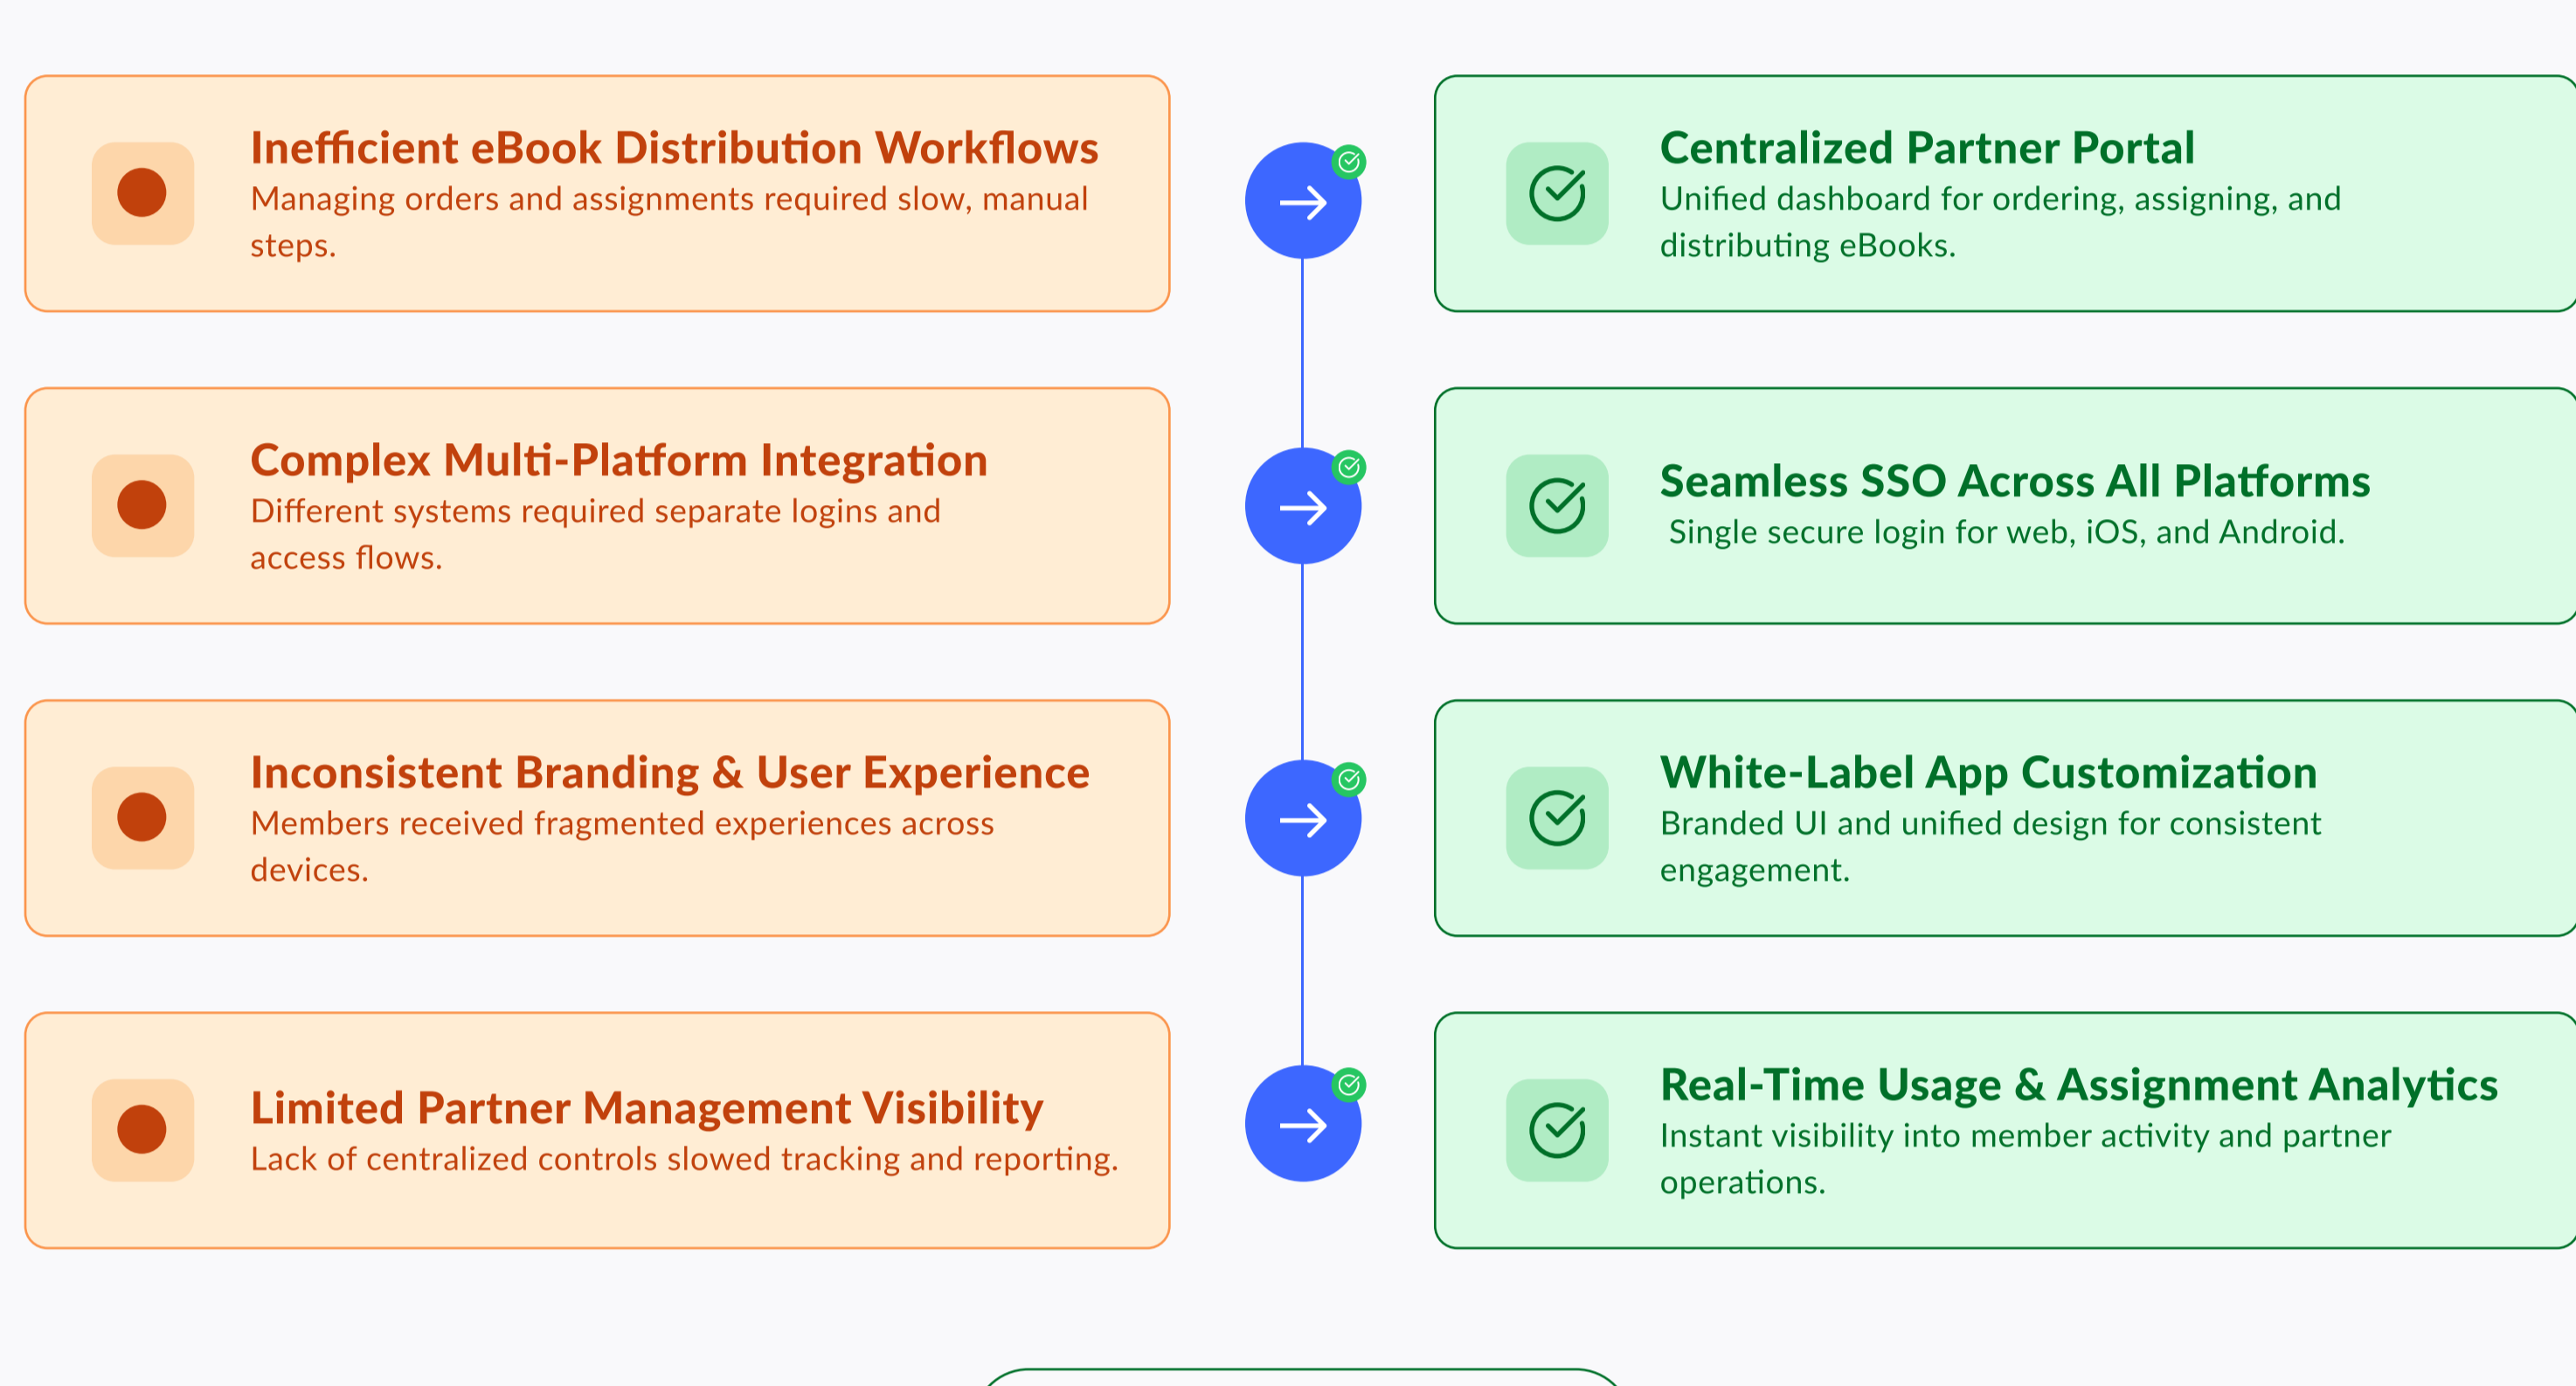 Inefficient eBook Distribution Workflows
Managing orders and assignments required slow, manual
steps.
Centralized Partner Portal
Unified dashboard for ordering, assigning, and
distributing eBooks.
Complex Multi-Platform Integration
Different systems required separate logins and
access flows.
Seamless SSO Across All Platforms
Single secure login for web, iOS, and Android.
Inconsistent Branding & User Experience
Members received fragmented experiences across
devices.
White-Label App Customization
Branded UI and unified design for consistent
engagement.
Limited Partner Management Visibility
Lack of centralized controls slowed tracking and reporting.
Real-Time Usage & Assignment Analytics
Instant visibility into member activity and partner
operations.